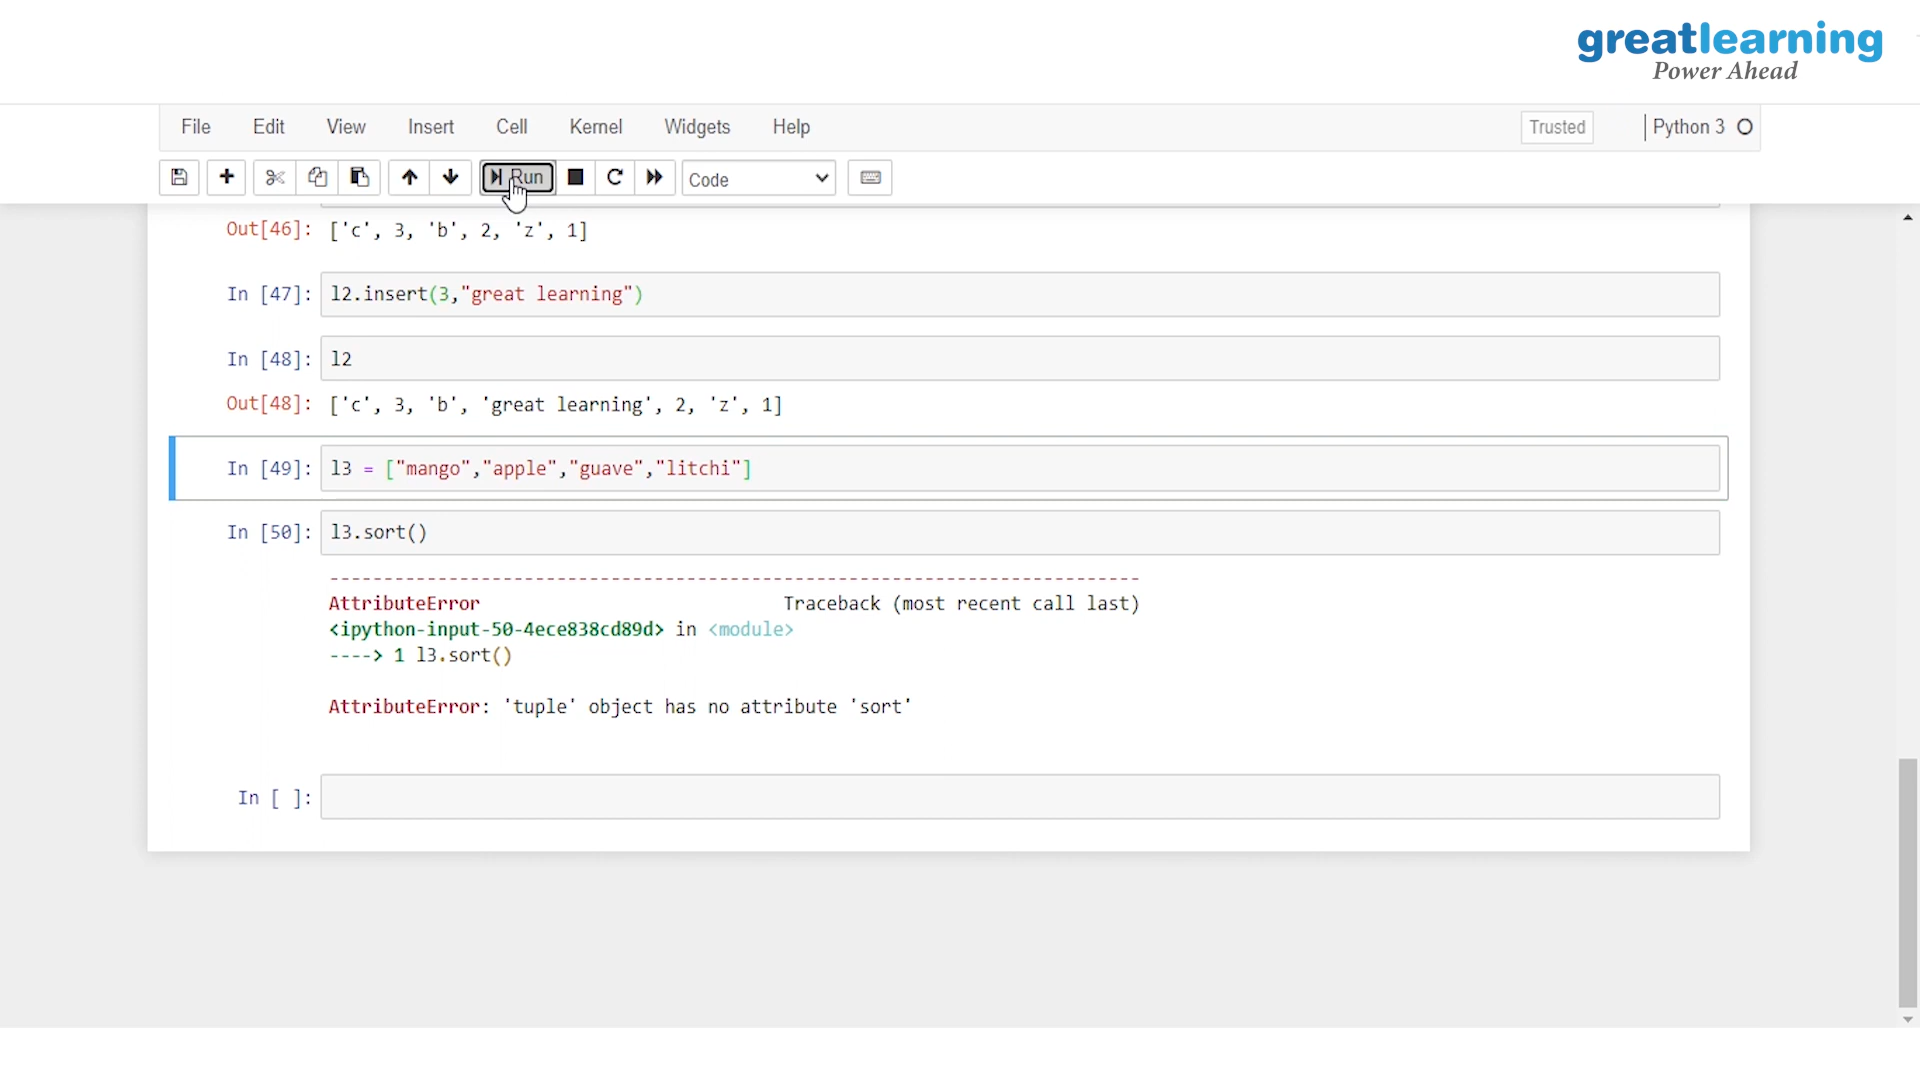 greatlearning
Power Ahead
File Edit View Insert Cell Kernel Widgets Help Trusted Python 3
Run Code
Out[46]: ['c', 3, 'b', 2, 'z', 1]
In [47]: l2.insert(3,"great learning")
In [48]: l2
Out[48]: ['c', 3, 'b', 'great learning', 2, 'z', 1]
In [49]: l3 = ["mango","apple","guave","litchi"]
In [50]: l3.sort()
---------------------------------------------------------------------------
AttributeError Traceback (most recent call last)
<ipython-input-50-4ece838cd89d> in <module>
----> 1 l3.sort()
AttributeError: 'tuple' object has no attribute 'sort'
In [ ]: